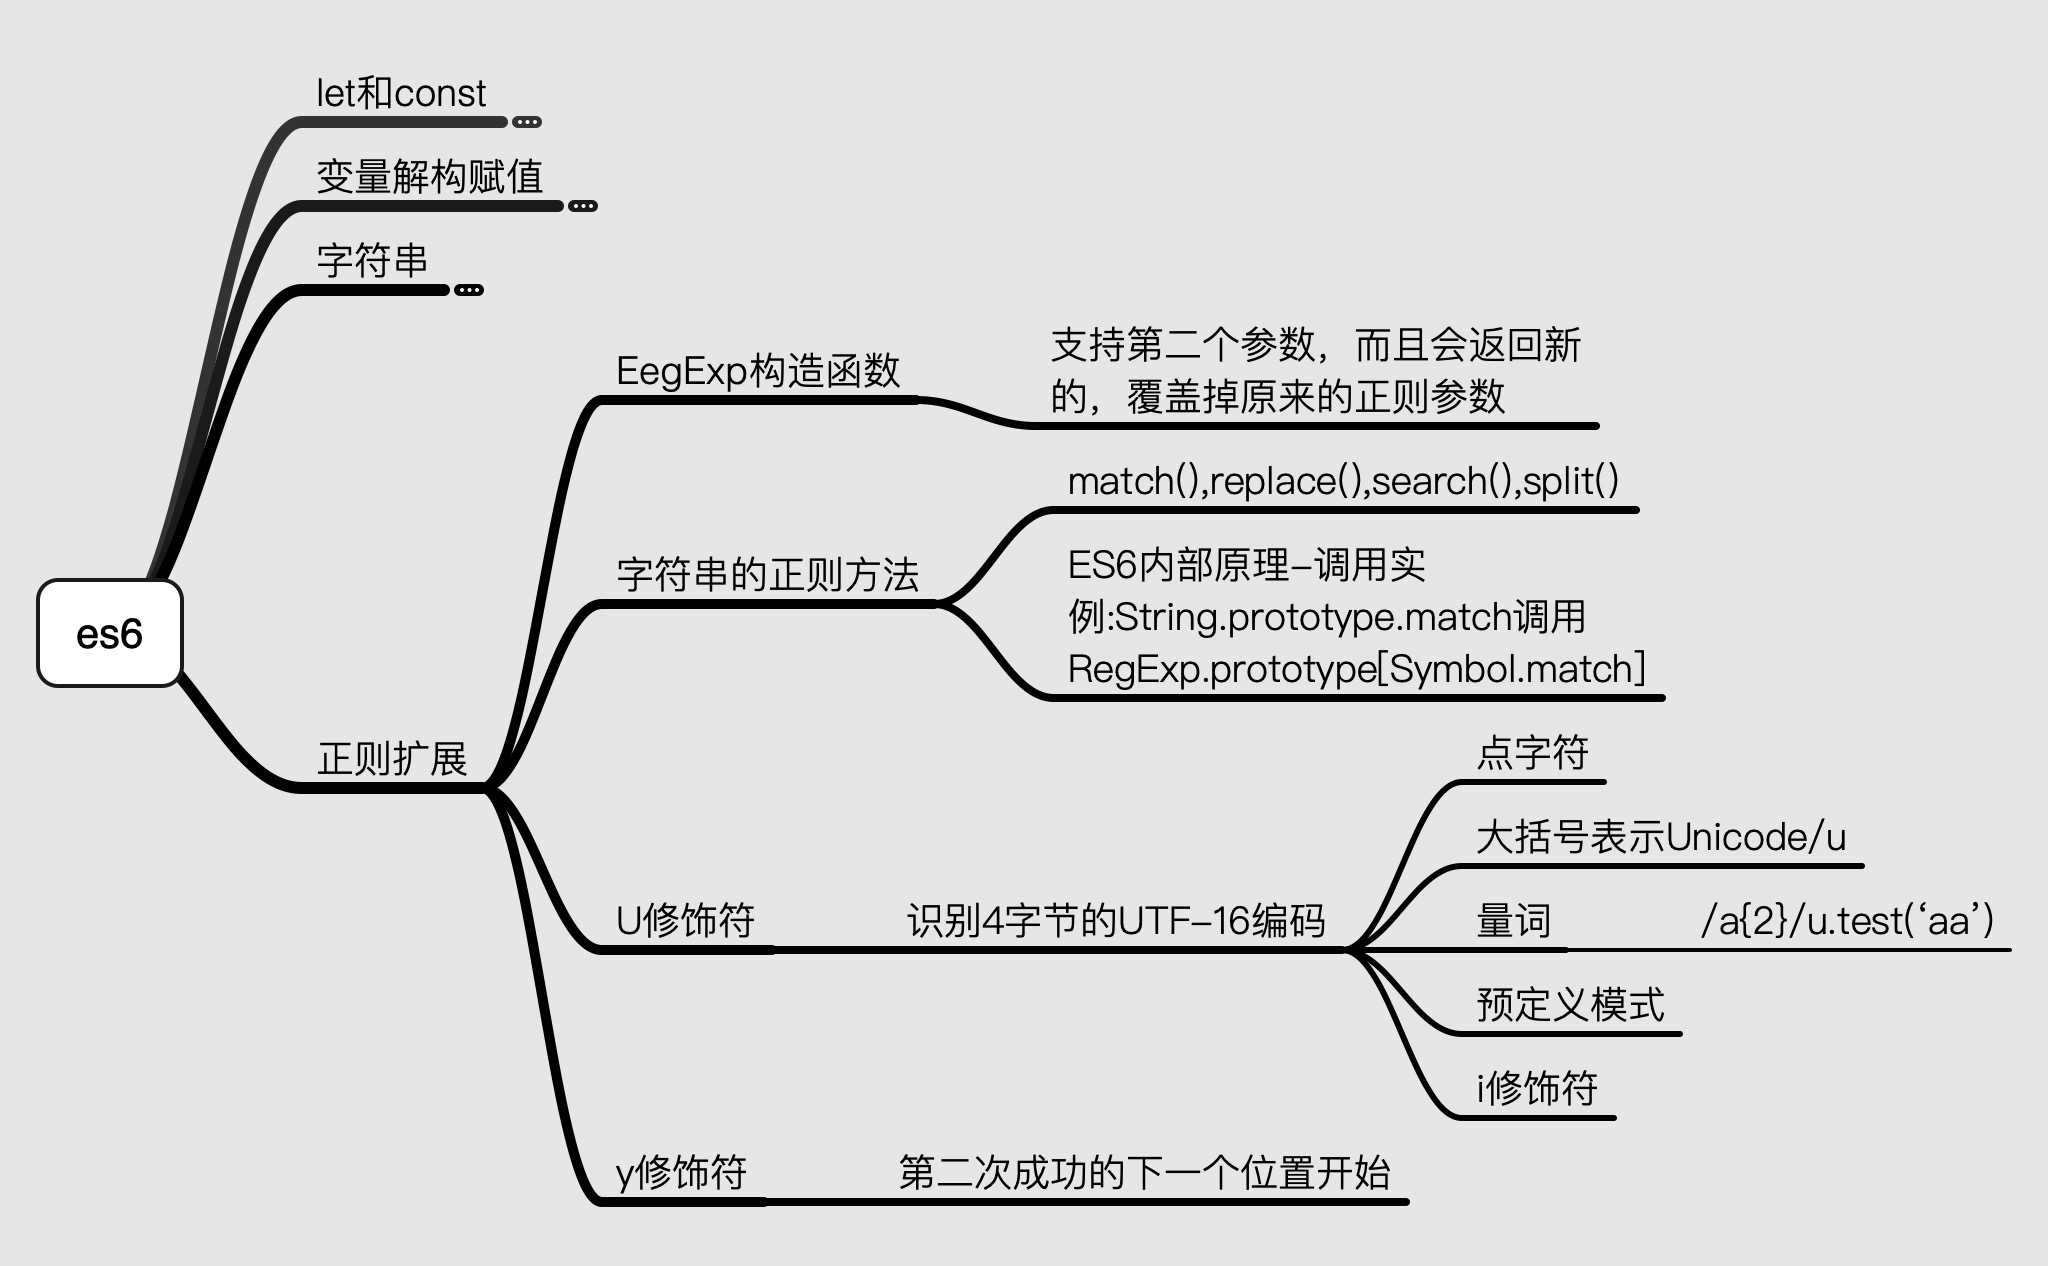 let和const
变量解构赋值
字符串
EegExp构造函数
支持第二个参数，而且会返回新
的，覆盖掉原来的正则参数
match(),replace(),search(),split()
字符串的正则方法
ES6内部原理-调用实
例:String.prototype.match调用
RegExp.prototype[Symbol.match]
es6
正则扩展
点字符
大括号表示Unicode/u
U修饰符
识别4字节的UTF-16编码
量词
/a{2}/u.test(‘aa’)
预定义模式
i修饰符
y修饰符
第二次成功的下一个位置开始